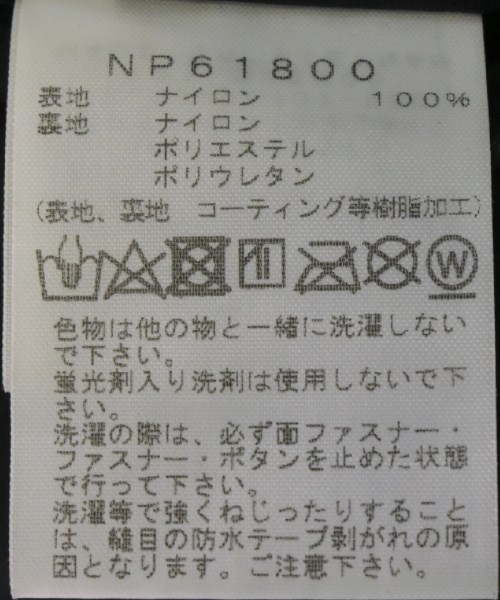 NP61800
表地 ナイロン 100%
裏地 ナイロン
ポリエステル
ポリウレタン
(表地、裏地 コーティング等樹脂加工)
W
色物は他の物と一緒に洗濯しない
で下さい。
蛍光剤入り洗剤は使用しないで下
さい。
洗濯の際は、必ず面ファスナー・
ファスナー・ボタンを止めた状態
で行って下さい。
洗濯等で強くねじったりすること
は、縫目の防水テープ剥がれの原
因となります。ご注意下さい。